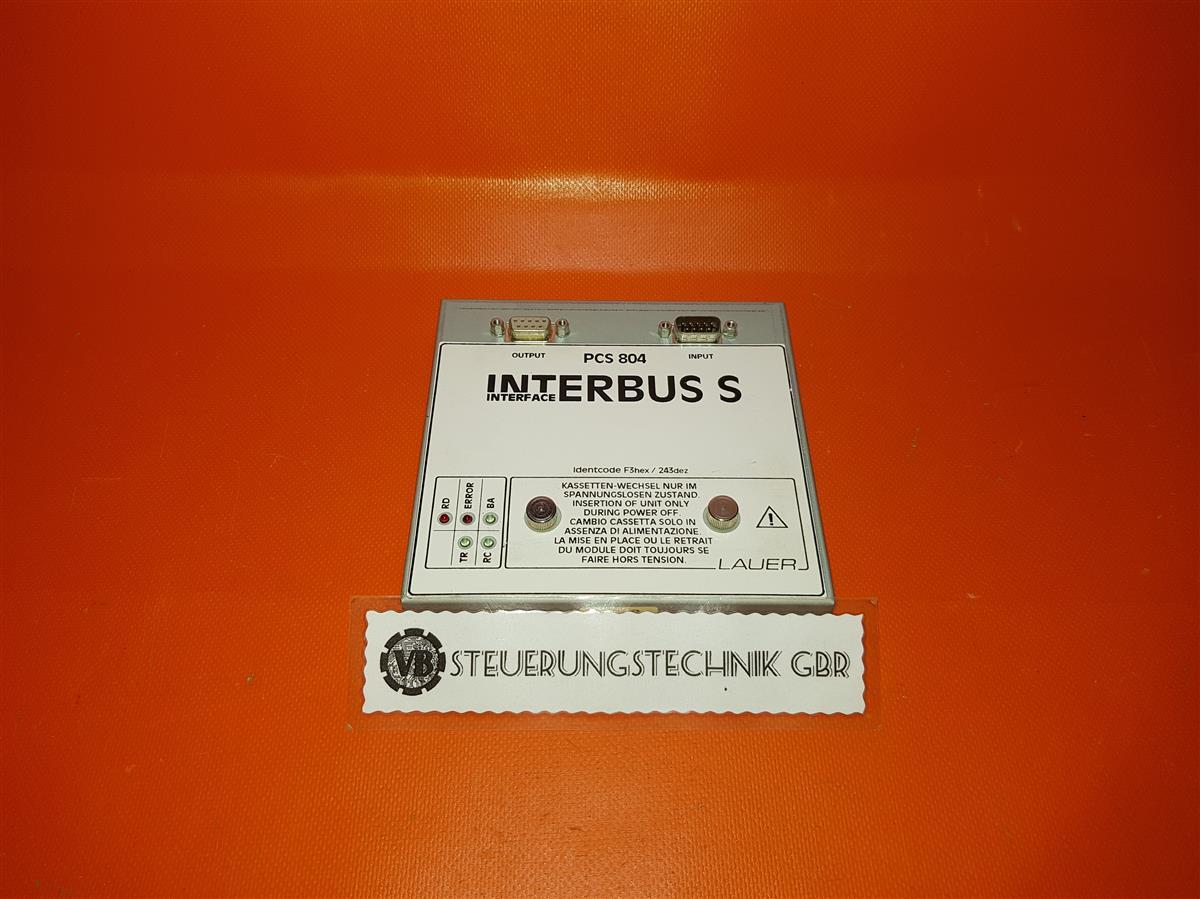 OUTPUT
PCS 804
INPUT
INTERBUS S
INTERFACE
Identcode F3hex / 243dez
RD
ERROR
BA
TR
RC
KASSETTEN-WECHSEL NUR IM
SPANNUNGSLOSEN ZUSTAND.
INSERTION OF UNIT ONLY
DURING POWER OFF.
CAMBIO CASSETTA SOLO IN
ASSENZA DI ALIMENTAZIONE.
LA MISE EN PLACE OU LE RETRAIT
DU MODULE DOIT TOUJOURS SE
FAIRE HORS TENSION.
LAUER
VB STEUERUNGSTECHNIK GBR